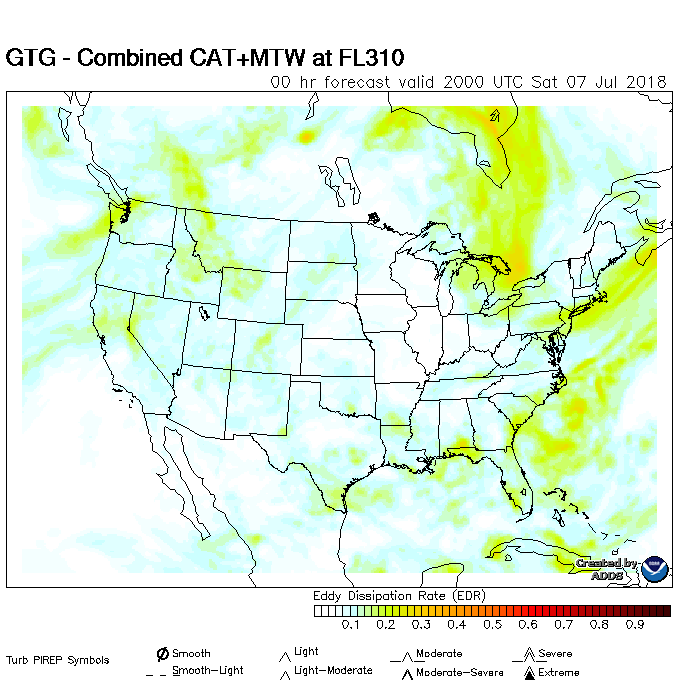 GTG - Combined CAT+MTW at FL310
00 hr forecast valid 2000 UTC Sat 07 Jul 2018
Created by
ADDS
Eddy Dissipation Rate (EDR)
0.1 0.2 0.3 0.4 0.5 0.6 0.7 0.8 0.9
Turb PIREP Symbols
Smooth Light Moderate Severe
Smooth-Light Light-Moderate Moderate-Severe Extreme